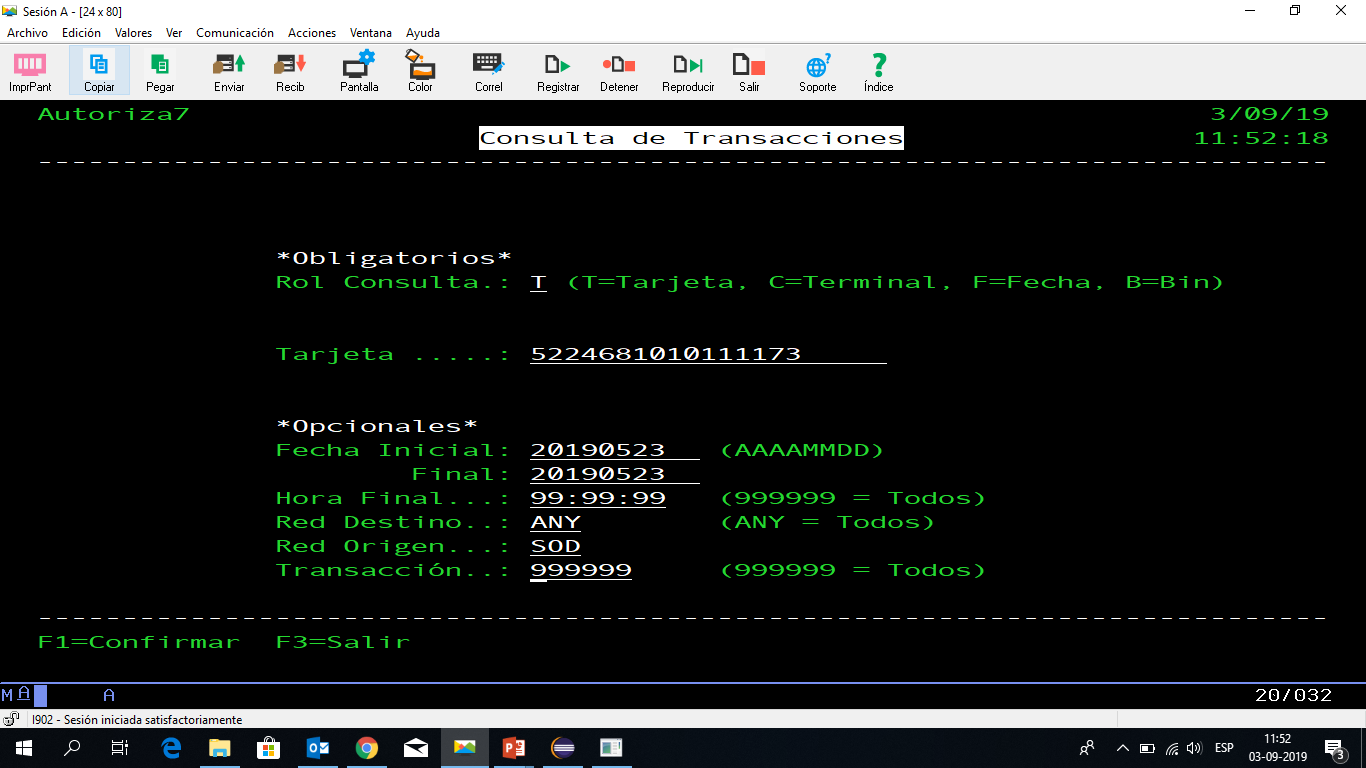 Sesión A - [24 x 80]
Archivo Edición Valores Ver Comunicación Acciones Ventana Ayuda
ImprPant Copiar Pegar Enviar Recib Pantalla Color Correl Registrar Detener Reproducir Salir Soporte Índice
Autoriza7 3/09/19
Consulta de Transacciones 11:52:18
*Obligatorios*
Rol Consulta.: T (T=Tarjeta, C=Terminal, F=Fecha, B=Bin)
Tarjeta .....: 5224681010111173
*Opcionales*
Fecha Inicial: 20190523 (AAAAMMDD)
Final: 20190523
Hora Final...: 99:99:99 (999999 = Todos)
Red Destino..: ANY (ANY = Todos)
Red Origen...: SOD
Transacción..: 999999 (999999 = Todos)
F1=Confirmar F3=Salir
MA A 20/032
I902 - Sesión iniciada satisfactoriamente
ESP 11:52
03-09-2019 3